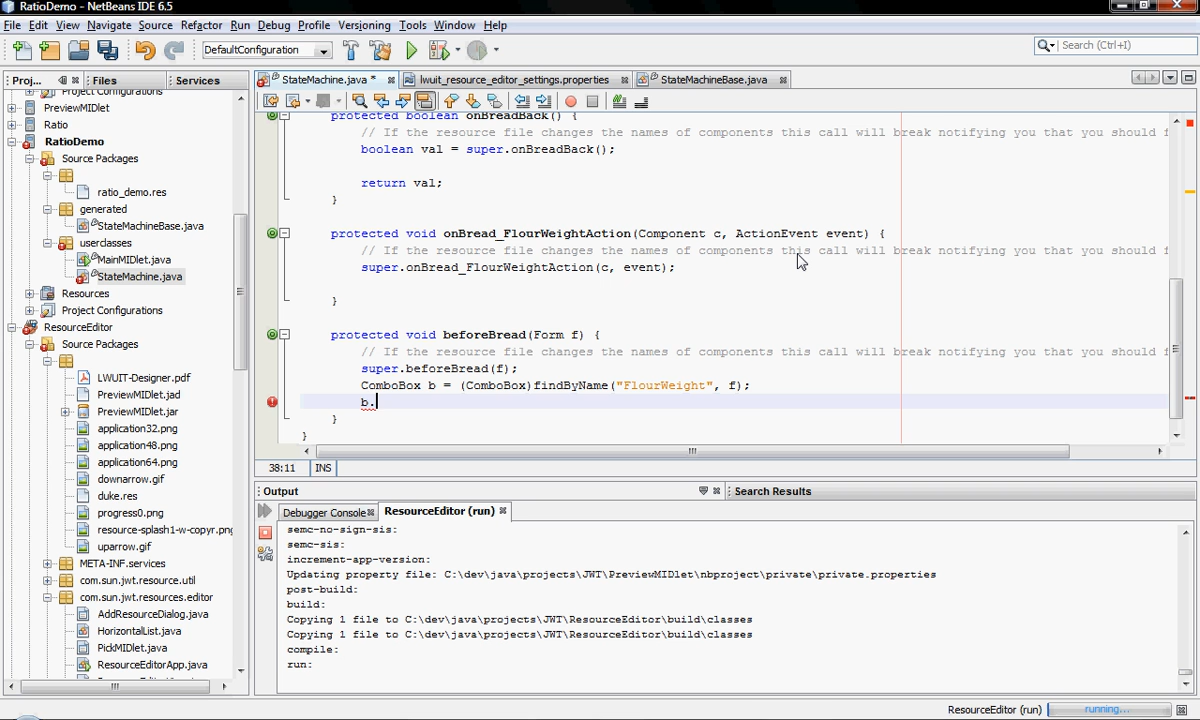 RatioDemo - NetBeans IDE 6.5
File Edit View Navigate Source Refactor Run Debug Profile Versioning Tools Window Help
DefaultConfiguration
Search (Ctrl+I)
Proj...
Files
Services
StateMachine.java *
lwuit_resource_editor_settings.properties
StateMachineBase.java
Project Configurations
PreviewMIDlet
Ratio
RatioDemo
Source Packages
ratio_demo.res
generated
StateMachineBase.java
userclasses
MainMIDlet.java
StateMachine.java
Resources
Project Configurations
ResourceEditor
Source Packages
LWUIT-Designer.pdf
PreviewMIDlet.jad
PreviewMIDlet.jar
application32.png
application48.png
application64.png
downarrow.gif
duke.res
progress0.png
resource-splash1-w-copyr.png
uparrow.gif
META-INF.services
com.sun.jwt.resource.util
com.sun.jwt.resources.editor
AddResourceDialog.java
HorizontalList.java
PickMIDlet.java
ResourceEditorApp.java
protected boolean onBreadBack() {
// If the resource file changes the names of components this call will break notifying you that you should f
boolean val = super.onBreadBack();
return val;
}
protected void onBread_FlourWeightAction(Component c, ActionEvent event) {
// If the resource file changes the names of components this call will break notifying you that you should f
super.onBread_FlourWeightAction(c, event);
}
protected void beforeBread(Form f) {
// If the resource file changes the names of components this call will break notifying you that you should f
super.beforeBread(f);
ComboBox b = (ComboBox)findByName("FlourWeight", f);
b.
}
}
38:11 INS
Output
Search Results
Debugger Console
ResourceEditor (run)
semc-no-sign-sis:
semc-sis:
increment-app-version:
Updating property file: C:\dev\java\projects\JWT\PreviewMIDlet\nbproject\private\private.properties
post-build:
build:
Copying 1 file to C:\dev\java\projects\JWT\ResourceEditor\build\classes
Copying 1 file to C:\dev\java\projects\JWT\ResourceEditor\build\classes
compile:
run:
ResourceEditor (run) running...